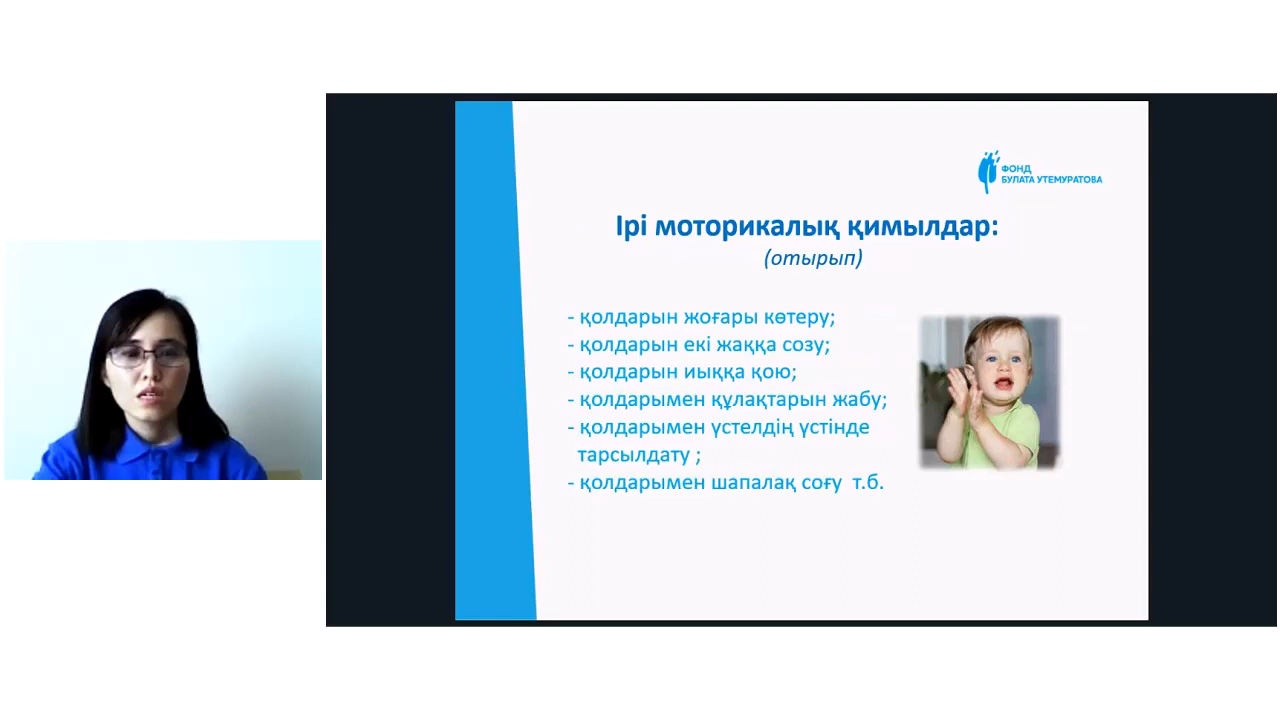 ФОНД
БУЛАТА УТЕМУРАТОВА
Ірі моторикалық қимылдар:
(отырып)
- қолдарын жоғары көтеру;
- қолдарын екі жаққа созу;
- қолдарын иыққа қою;
- қолдарымен құлақтарын жабу;
- қолдарымен үстелдің үстінде
тарсылдату ;
- қолдарымен шапалақ соғу  т.б.